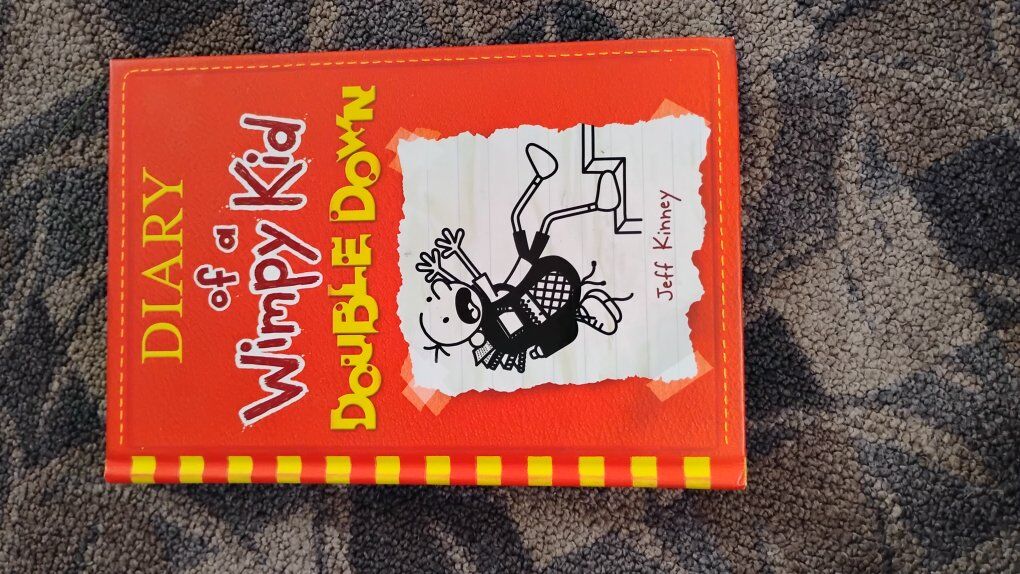 DIARY
of a
Wimpy Kid
DOUBLE DOWN
Jeff Kinney